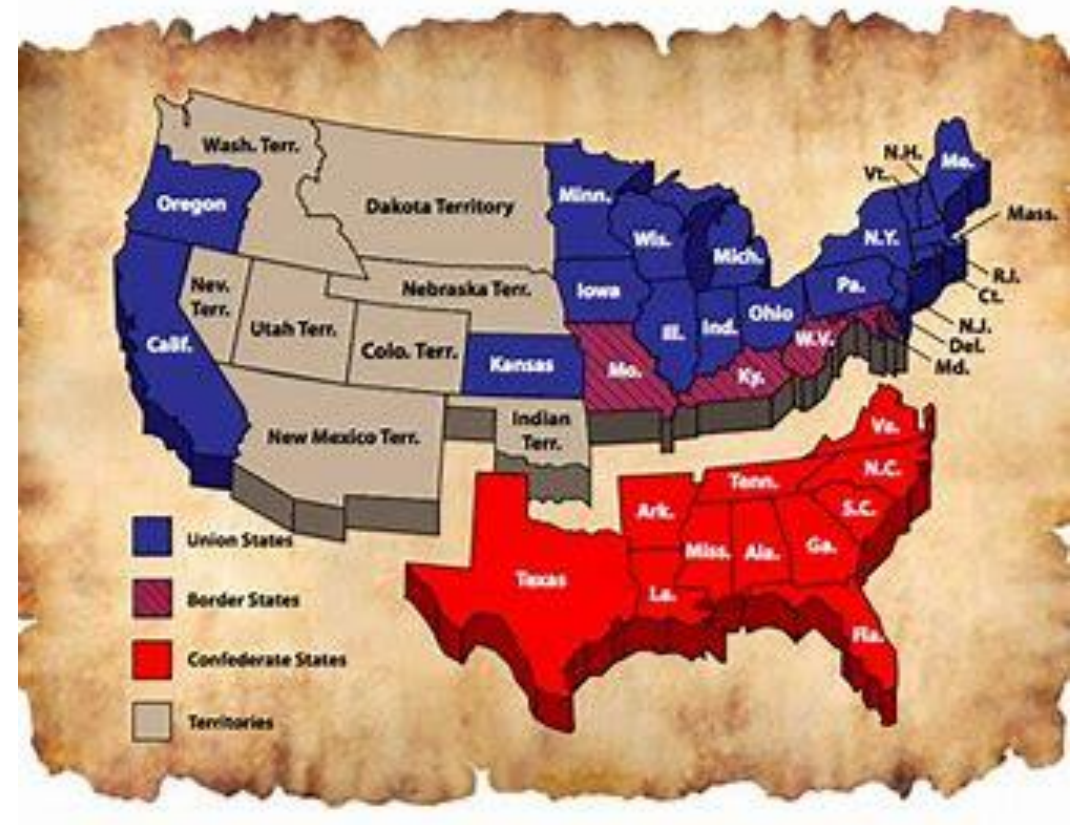 Wash. Terr.
Oregon
Dakota Territory
Minn.
Wis.
Mich.
N.H.
Vt.
Me.
Mass.
N.Y.
R.I.
Ct.
Nev.
Terr.
Nebraska Terr.
Iowa
Pa.
Utah Terr.
Colo. Terr.
Calif.
Kansas
Ill.
Ind.
Ohio
N.J.
Del.
Md.
W.V.
Mo.
Ky.
New Mexico Terr.
Indian
Terr.
Va.
Tenn.
N.C.
Ark.
S.C.
Miss.
Ala.
Ga.
Texas
La.
Fla.
Union States
Border States
Confederate States
Territories